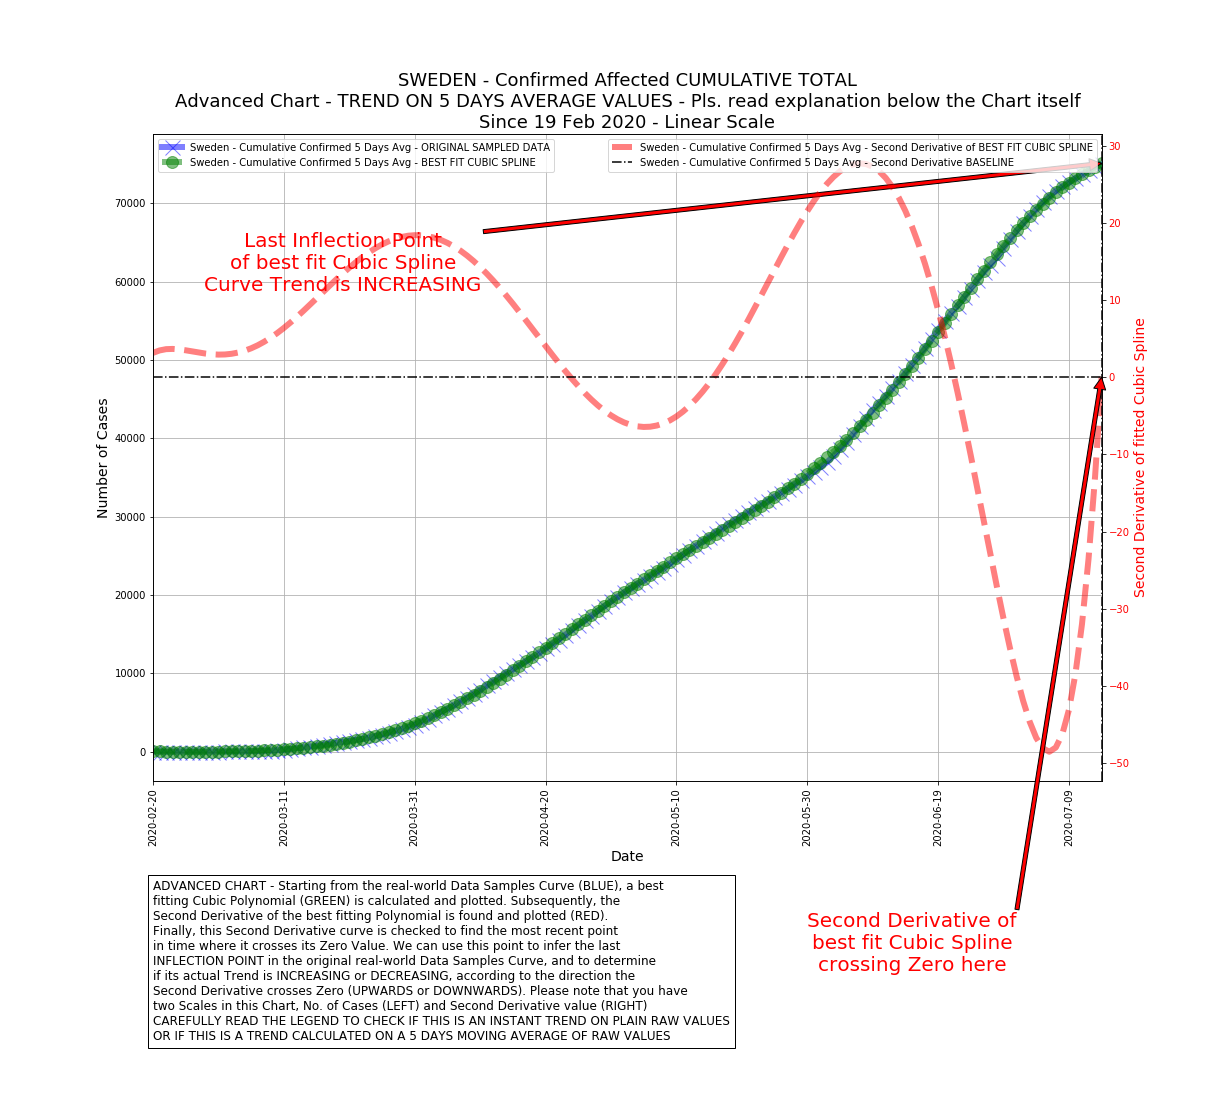 SWEDEN - Confirmed Affected CUMULATIVE TOTAL
Advanced Chart - TREND ON 5 DAYS AVERAGE VALUES - Pls. read explanation below the Chart itself
Since 19 Feb 2020 - Linear Scale
Sweden - Cumulative Confirmed 5 Days Avg - ORIGINAL SAMPLED DATA
Sweden - Cumulative Confirmed 5 Days Avg - BEST FIT CUBIC SPLINE
Sweden - Cumulative Confirmed 5 Days Avg - Second Derivative of BEST FIT CUBIC SPLINE
Sweden - Cumulative Confirmed 5 Days Avg - Second Derivative BASELINE
Last Inflection Point
of best fit Cubic Spline
Curve Trend is INCREASING
Number of Cases
70000
60000
50000
40000
30000
20000
10000
0
30
20
10
0
−10
−20
−30
−40
−50
Second Derivative of fitted Cubic Spline
2020-02-20
2020-03-11
2020-03-31
2020-04-20
2020-05-10
2020-05-30
2020-06-19
2020-07-09
Date
Second Derivative of
best fit Cubic Spline
crossing Zero here
ADVANCED CHART - Starting from the real-world Data Samples Curve (BLUE), a best
fitting Cubic Polynomial (GREEN) is calculated and plotted. Subsequently, the
Second Derivative of the best fitting Polynomial is found and plotted (RED).
Finally, this Second Derivative curve is checked to find the most recent point
in time where it crosses its Zero Value. We can use this point to infer the last
INFLECTION POINT in the original real-world Data Samples Curve, and to determine
if its actual Trend is INCREASING or DECREASING, according to the direction the
Second Derivative crosses Zero (UPWARDS or DOWNWARDS). Please note that you have
two Scales in this Chart, No. of Cases (LEFT) and Second Derivative value (RIGHT)
CAREFULLY READ THE LEGEND TO CHECK IF THIS IS AN INSTANT TREND ON PLAIN RAW VALUES
OR IF THIS IS A TREND CALCULATED ON A 5 DAYS MOVING AVERAGE OF RAW VALUES